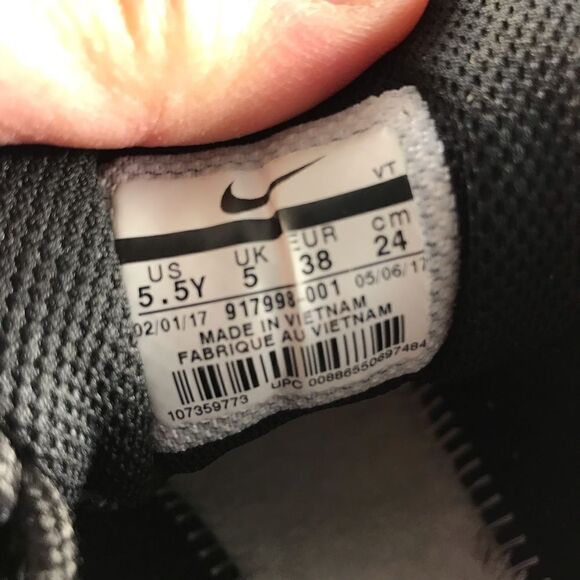 VT
US UK EUR cm
5.5Y 5 38 24
02/01/17 917998-001 05/06/17
MADE IN VIETNAM
FABRIQUE AU VIETNAM
UPC 00886550697484
107359773